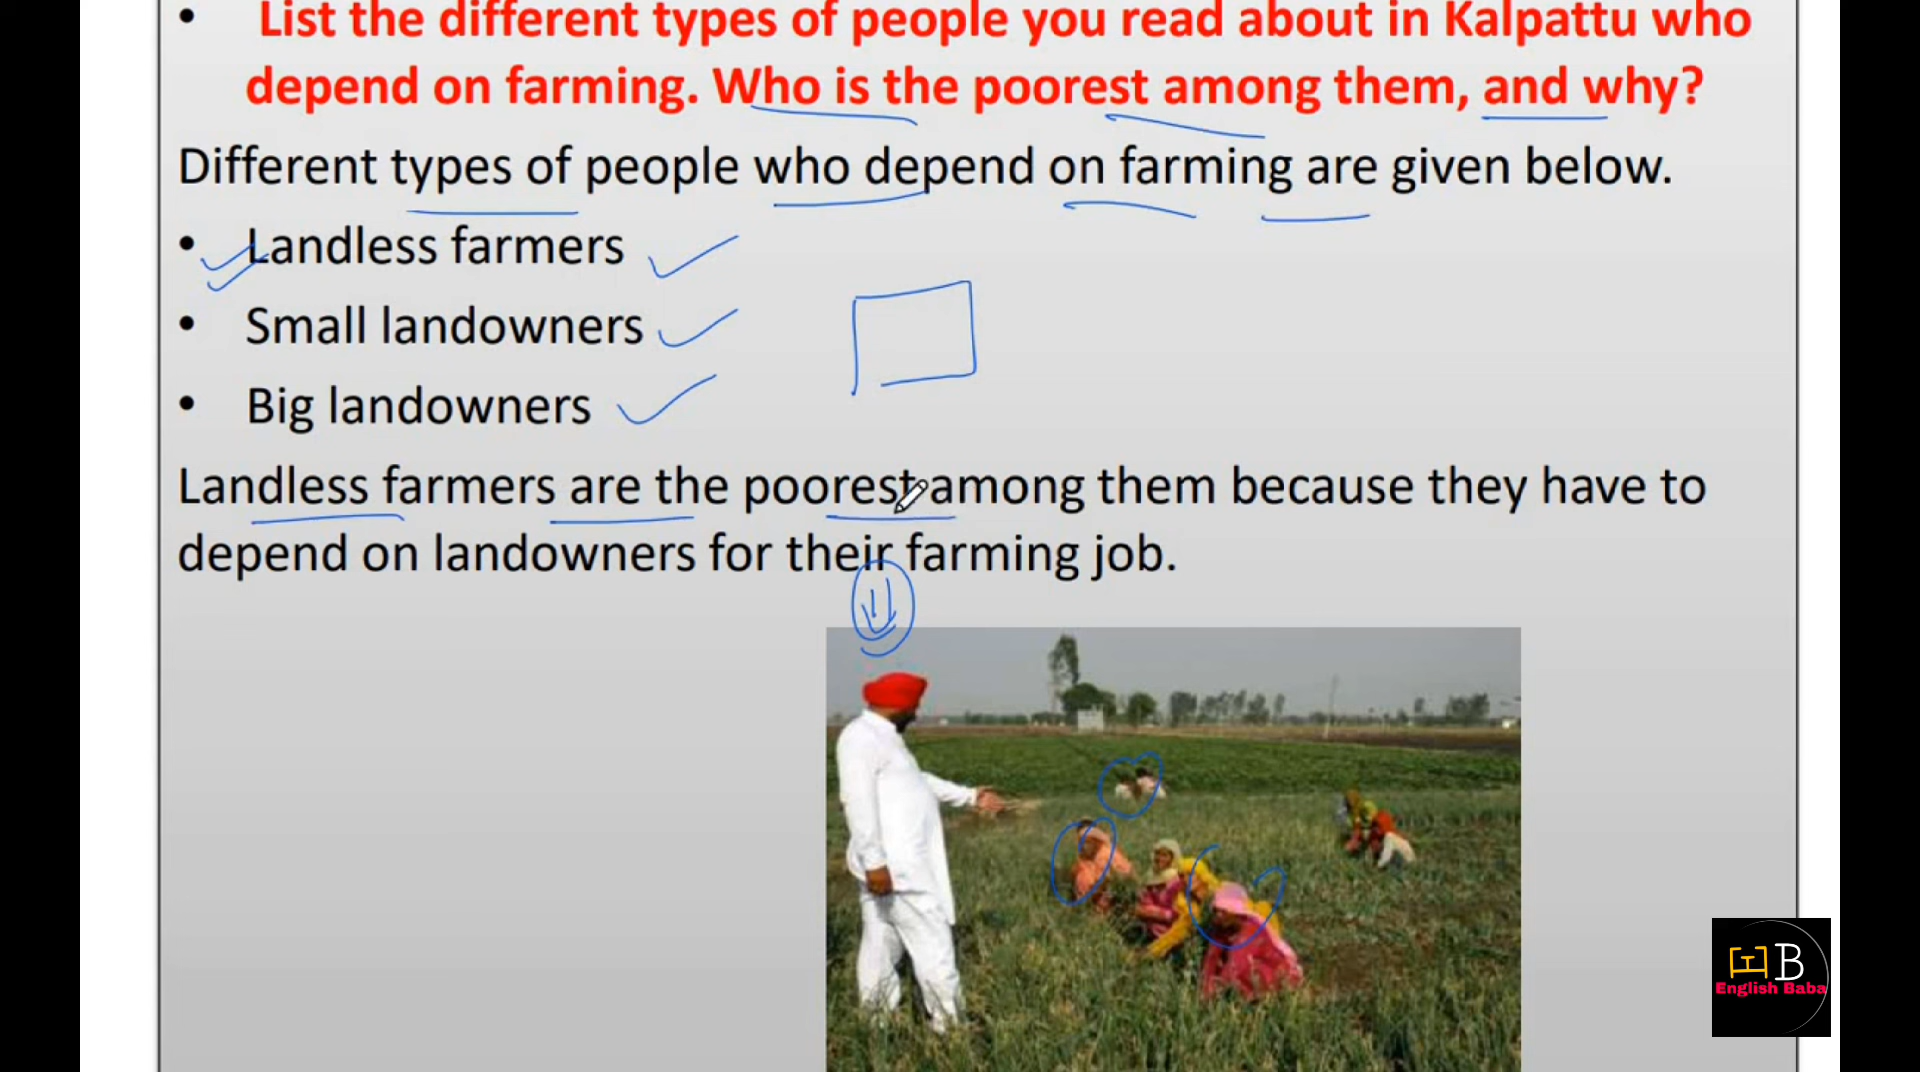 • List the different types of people you read about in Kalpattu who
depend on farming. Who is the poorest among them, and why?
Different types of people who depend on farming are given below.
• Landless farmers
• Small landowners
• Big landowners
Landless farmers are the poorest among them because they have to
depend on landowners for their farming job.
B
English Baba